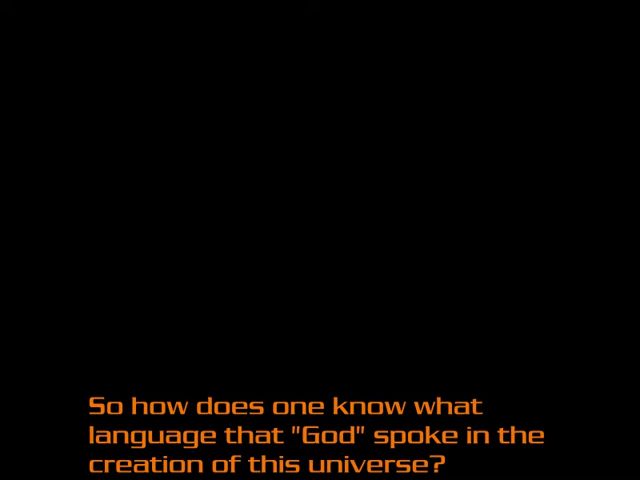 So how does one know what
language that "God" spoke in the
creation of this universe?